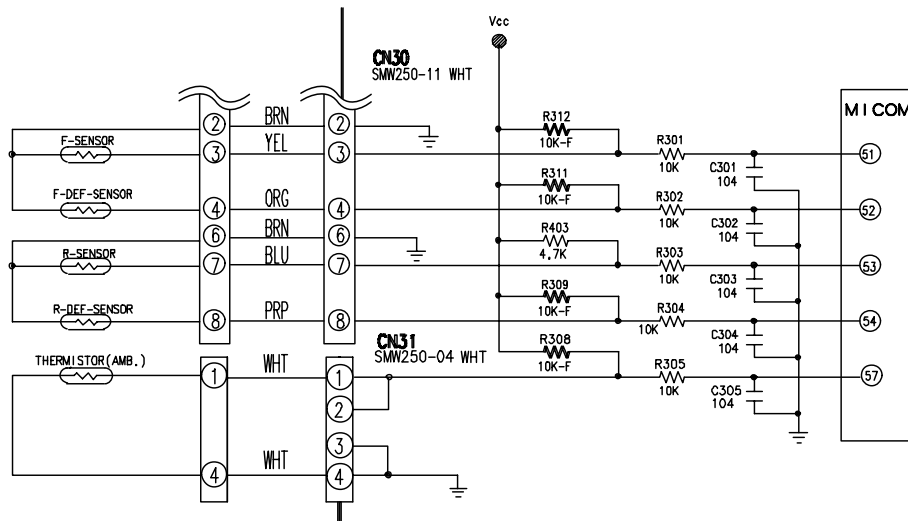 Vcc
CN30
SMW250-11 WHT
MICOM
2 BRN 2
R312
10K-F
F-SENSOR
3 YEL 3
R301
10K
C301
104
51
R311
10K-F
F-DEF-SENSOR
4 ORG 4
R302
10K
C302
104
52
6 BRN 6
R403
4.7K
R-SENSOR
7 BLU 7
R303
10K
C303
104
53
R309
10K-F
R-DEF-SENSOR
8 PRP 8
R304
10K
C304
104
54
CN31
SMW250-04 WHT
R308
10K-F
THERMISTOR(AMB.)
1 WHT 1
R305
10K
C305
104
57
2
3
4 WHT 4